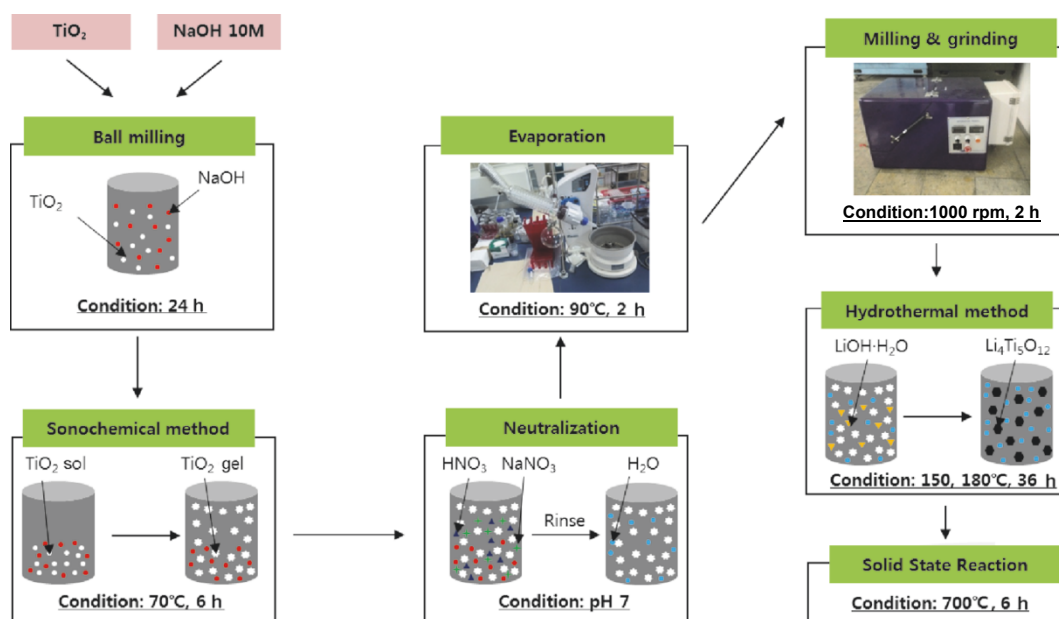 TiO₂
NaOH 10M
Ball milling
NaOH
TiO₂
Condition: 24 h
Sonochemical method
TiO₂ sol
TiO₂ gel
Condition: 70℃, 6 h
Neutralization
HNO₃
NaNO₃
H₂O
Rinse
Condition: pH 7
Evaporation
Condition: 90℃, 2 h
Milling & grinding
Condition:1000 rpm, 2 h
Hydrothermal method
LiOH·H₂O
Li₄Ti₅O₁₂
Condition: 150, 180℃, 36 h
Solid State Reaction
Condition: 700℃, 6 h